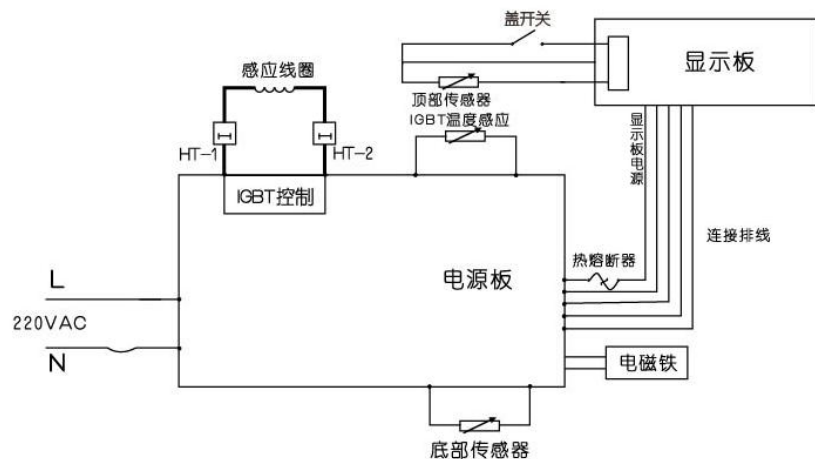 盖开关
显示板
感应线圈
顶部传感器
IGBT温度感应
显示板电源
HT-1
HT-2
IGBT控制
连接排线
热熔断器
电源板
L
220VAC
N
电磁铁
底部传感器